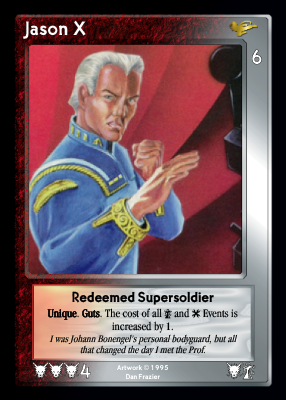 Jason X
6
Redeemed Supersoldier
Unique. Guts. The cost of all and Events is
increased by 1.
I was Johann Bonengel's personal bodyguard, but all
that changed the day I met the Prof.
4
Artwork ©1995
Dan Frazier
1